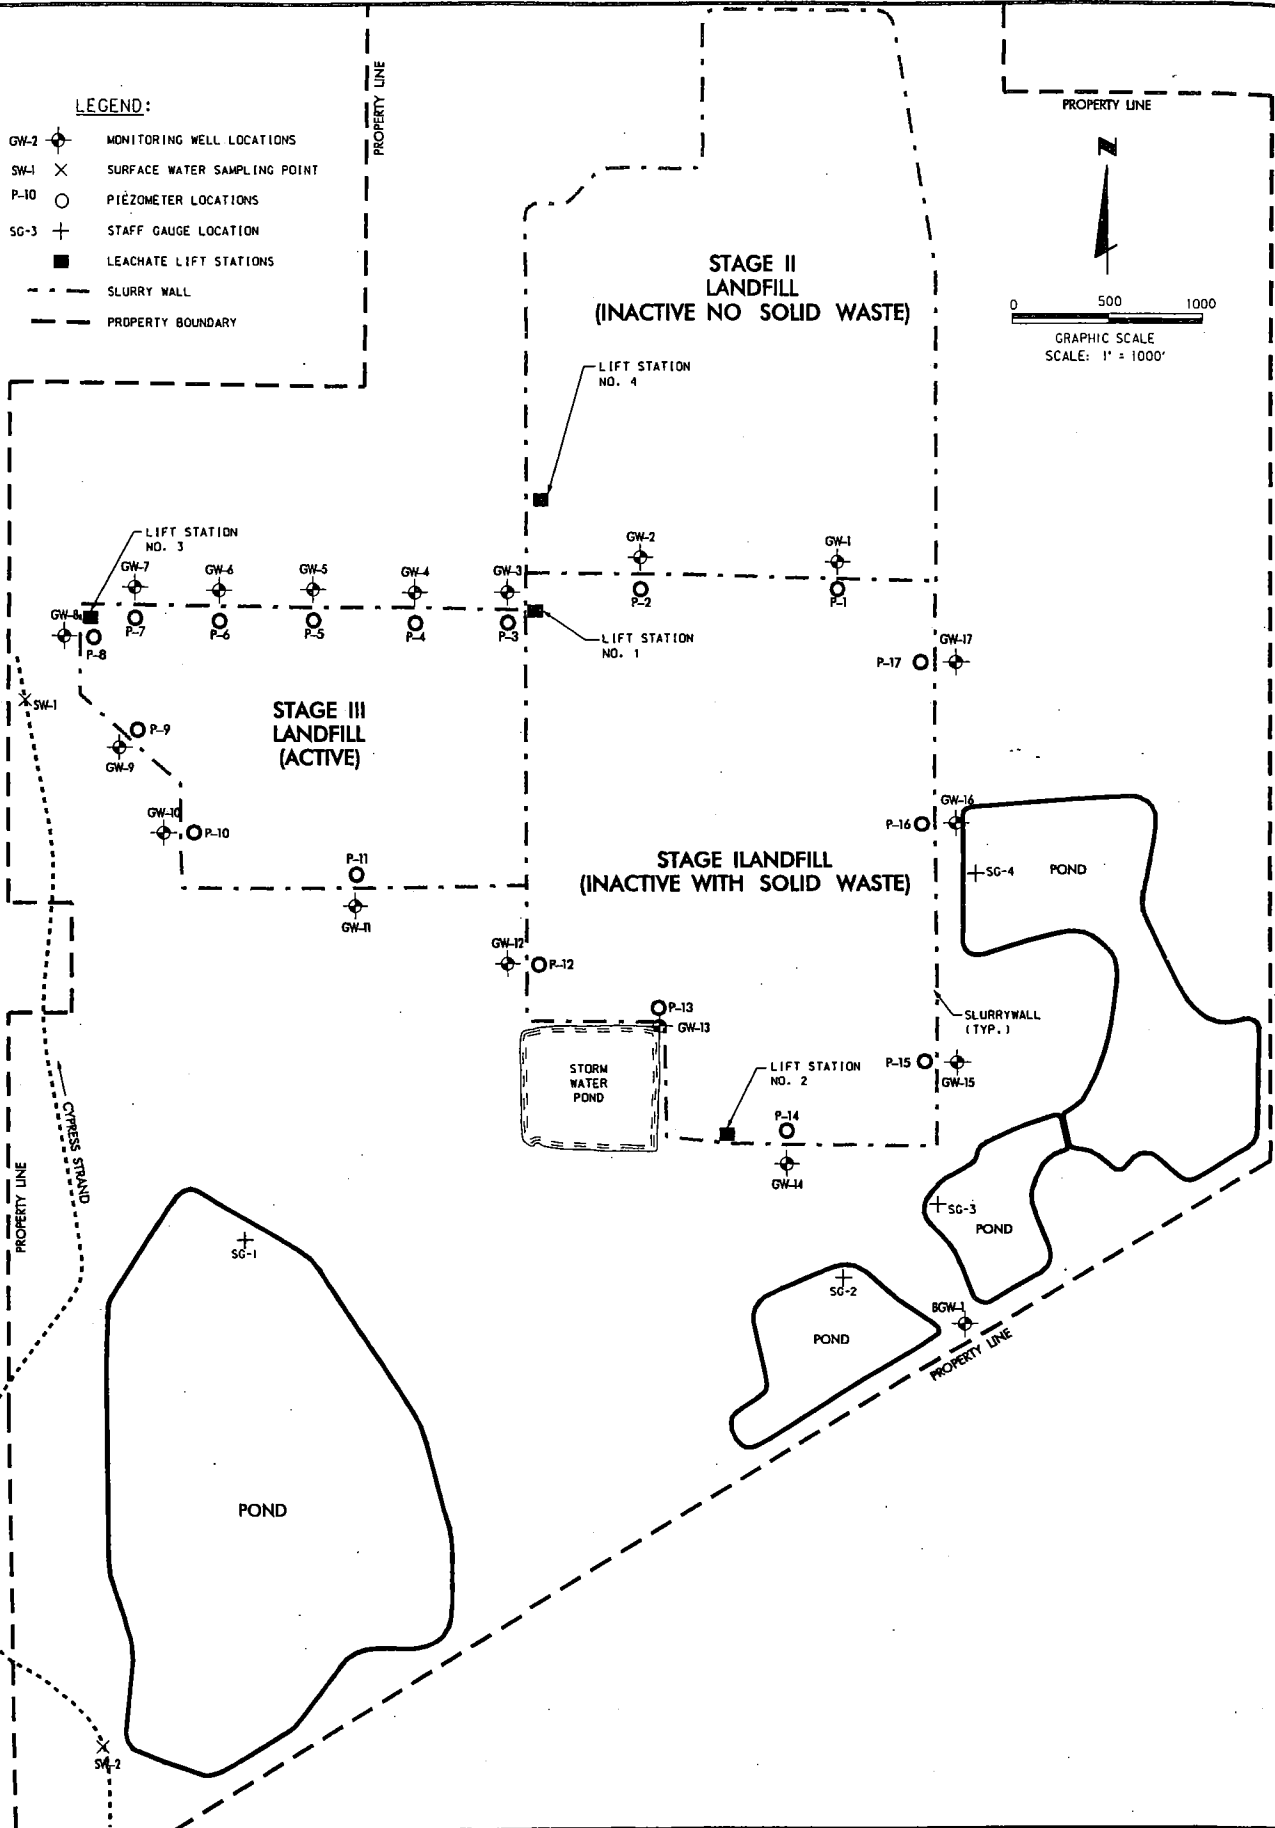 LEGEND:
GW-2 MONITORING WELL LOCATIONS
SW-1 SURFACE WATER SAMPLING POINT
P-10 PIEZOMETER LOCATIONS
SG-3 STAFF GAUGE LOCATION
LEACHATE LIFT STATIONS
SLURRY WALL
PROPERTY BOUNDARY
PROPERTY LINE
PROPERTY LINE
N
0 500 1000
GRAPHIC SCALE
SCALE: 1" = 1000'
STAGE II
LANDFILL
(INACTIVE NO SOLID WASTE)
LIFT STATION
NO. 4
LIFT STATION
NO. 3
GW-7
GW-6
GW-5
GW-4
GW-3
GW-2
GW-1
GW-8
P-8
P-7
P-6
P-5
P-4
P-3
P-2
P-1
LIFT STATION
NO. 1
P-17
GW-17
SW-1
STAGE III
LANDFILL
(ACTIVE)
P-9
GW-9
GW-10
P-10
P-11
GW-11
P-16
GW-16
STAGE ILANDFILL
(INACTIVE WITH SOLID WASTE)
SG-4
POND
GW-12
P-12
P-13
GW-13
SLURRYWALL
(TYP.)
STORM
WATER
POND
LIFT STATION
NO. 2
P-15
GW-15
P-14
GW-14
CYPRESS STRAND
PROPERTY LINE
SG-1
SG-3
POND
SG-2
POND
BGW-1
PROPERTY LINE
POND
SW-2